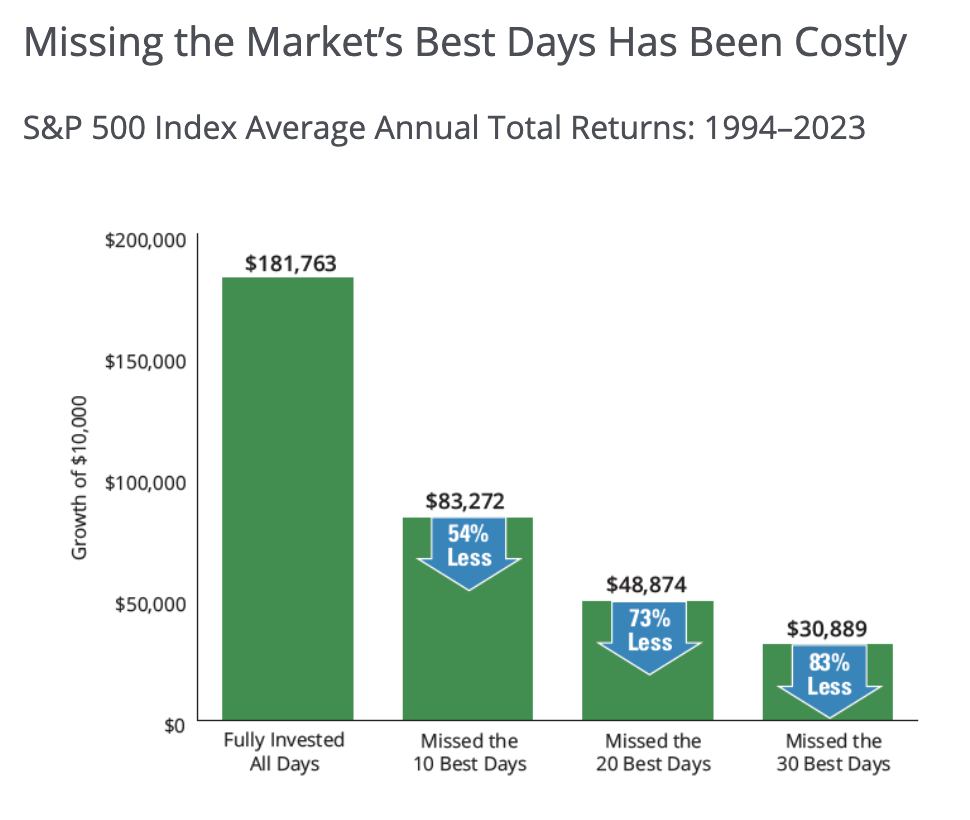 Missing the Market’s Best Days Has Been Costly
S&P 500 Index Average Annual Total Returns: 1994–2023
Growth of $10,000
$200,000
$150,000
$100,000
$50,000
$0
$181,763
$83,272
54%
Less
$48,874
73%
Less
$30,889
83%
Less
Fully Invested
All Days
Missed the
10 Best Days
Missed the
20 Best Days
Missed the
30 Best Days